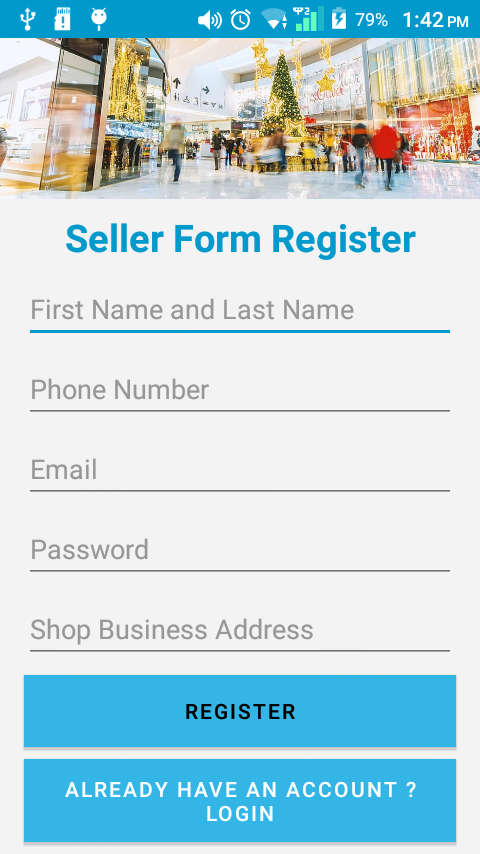 79% 1:42 PM
Seller Form Register
First Name and Last Name
Phone Number
Email
Password
Shop Business Address
REGISTER
ALREADY HAVE AN ACCOUNT ?
LOGIN